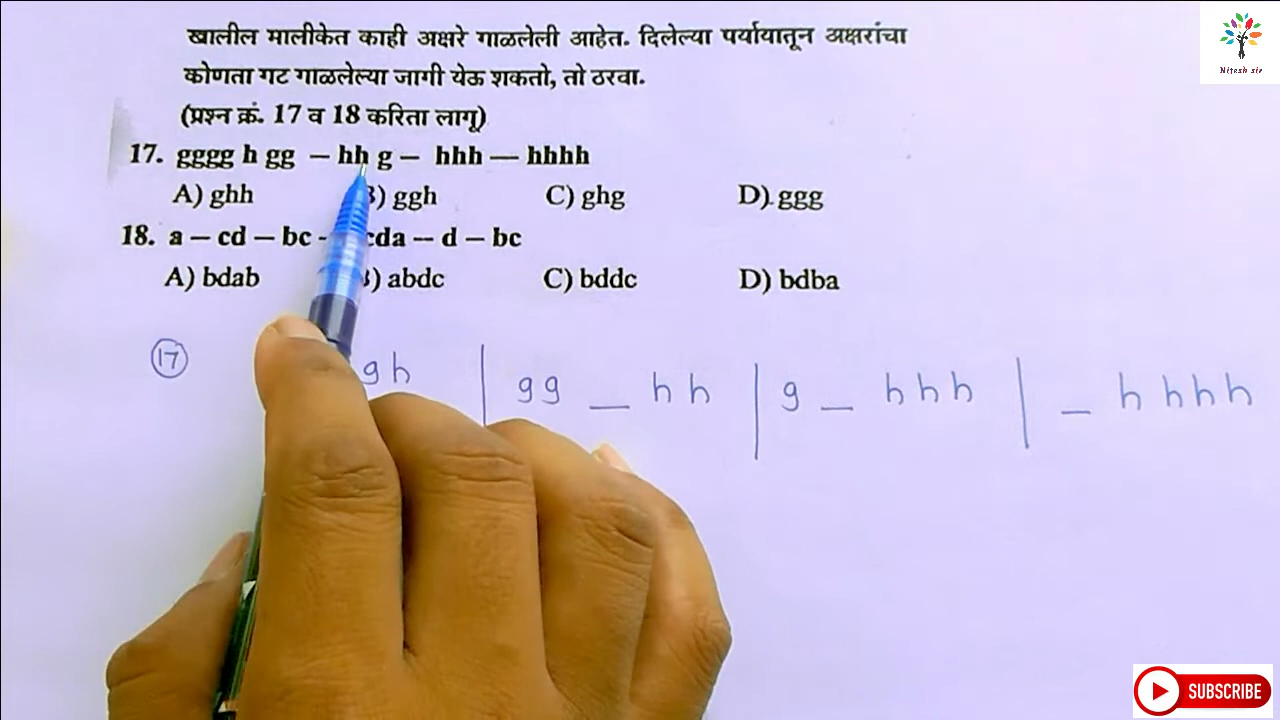 खालील मालीकेत काही अक्षरे गाळलेली आहेत. दिलेल्या पर्यायातून अक्षरांचा
कोणता गट गाळलेल्या जागी येऊ शकतो, तो ठरवा.
(प्रश्न क्रं. 17 व 18 करिता लागू)
17. gggg h gg – hh g – hhh — hhhh
A) ghh B) ggh C) ghg D) ggg
18. a – cd – bc - cda – d – bc
A) bdab B) abdc C) bddc D) bdba
17 gh | gg _ hh | g _ hhh | _ hhhh
Nitesh sir
SUBSCRIBE